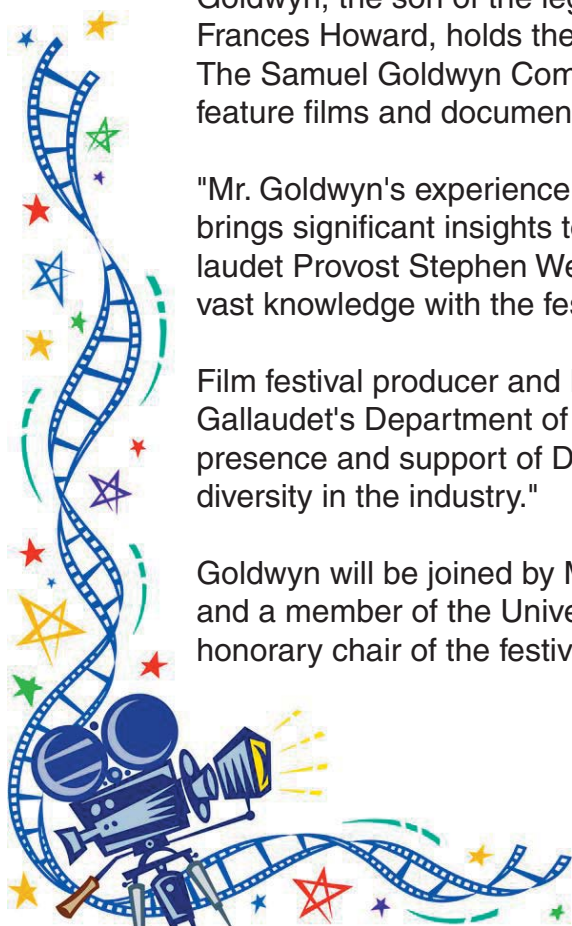 Goldwyn, the son of the leg
Frances Howard, holds the
The Samuel Goldwyn Com
feature films and documen
"Mr. Goldwyn's experience
brings significant insights t
laudet Provost Stephen We
vast knowledge with the fes
Film festival producer and
Gallaudet's Department of
presence and support of D
diversity in the industry."
Goldwyn will be joined by M
and a member of the Unive
honorary chair of the festiv